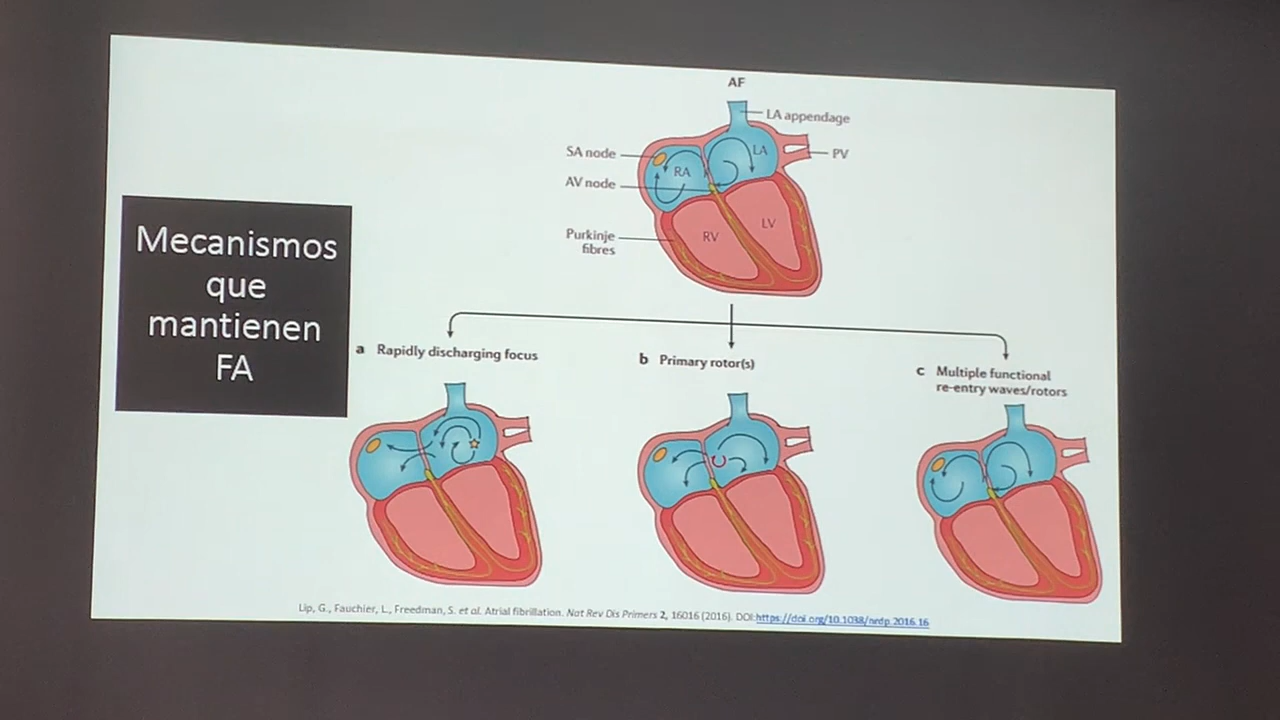 Mecanismos
que
mantienen
FA
AF
LA appendage
SA node
LA
PV
RA
AV node
LV
Purkinje
fibres
RV
a Rapidly discharging focus
b Primary rotor(s)
c Multiple functional
re-entry waves/rotors
Lip, G., Fauchier, L., Freedman, S. et al. Atrial fibrillation. Nat Rev Dis Primers 2, 16016 (2016). DOI:https://doi.org/10.1038/nrdp.2016.16